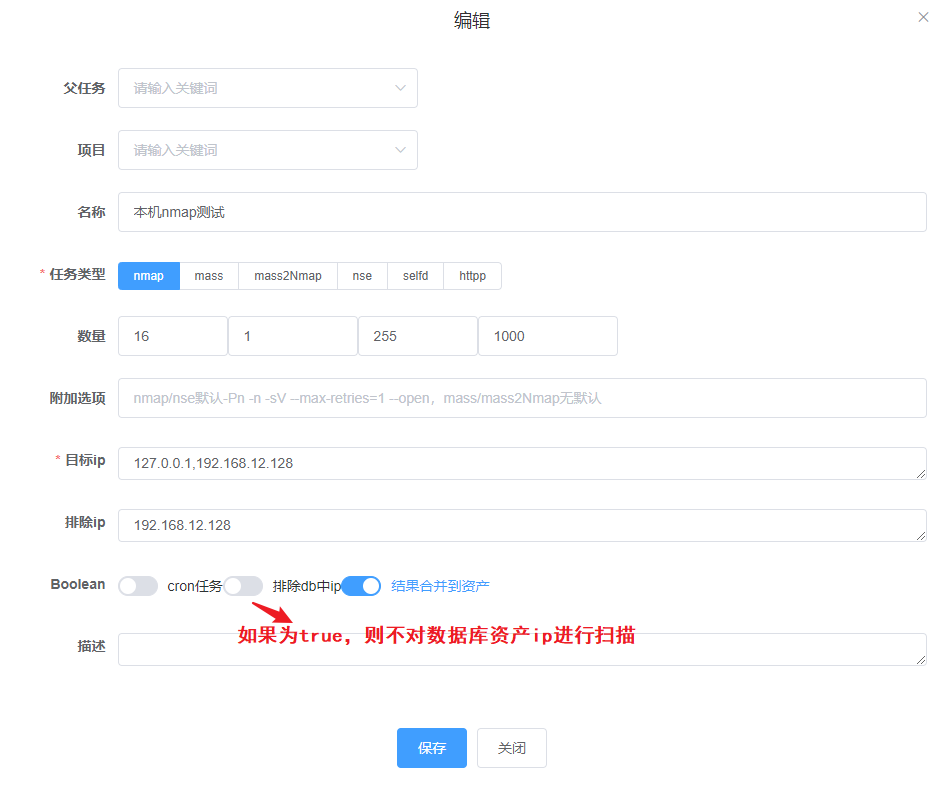 编辑
父任务 请输入关键词
项目 请输入关键词
名称 本机nmap测试
* 任务类型 nmap mass mass2Nmap nse selfd httpp
数量 16 1 255 1000
附加选项 nmap/nse默认-Pn -n -sV --max-retries=1 --open，mass/mass2Nmap无默认
* 目标ip 127.0.0.1,192.168.12.128
排除ip 192.168.12.128
Boolean cron任务 排除db中ip 结果合并到资产
如果为true，则不对数据库资产ip进行扫描
描述
保存 关闭